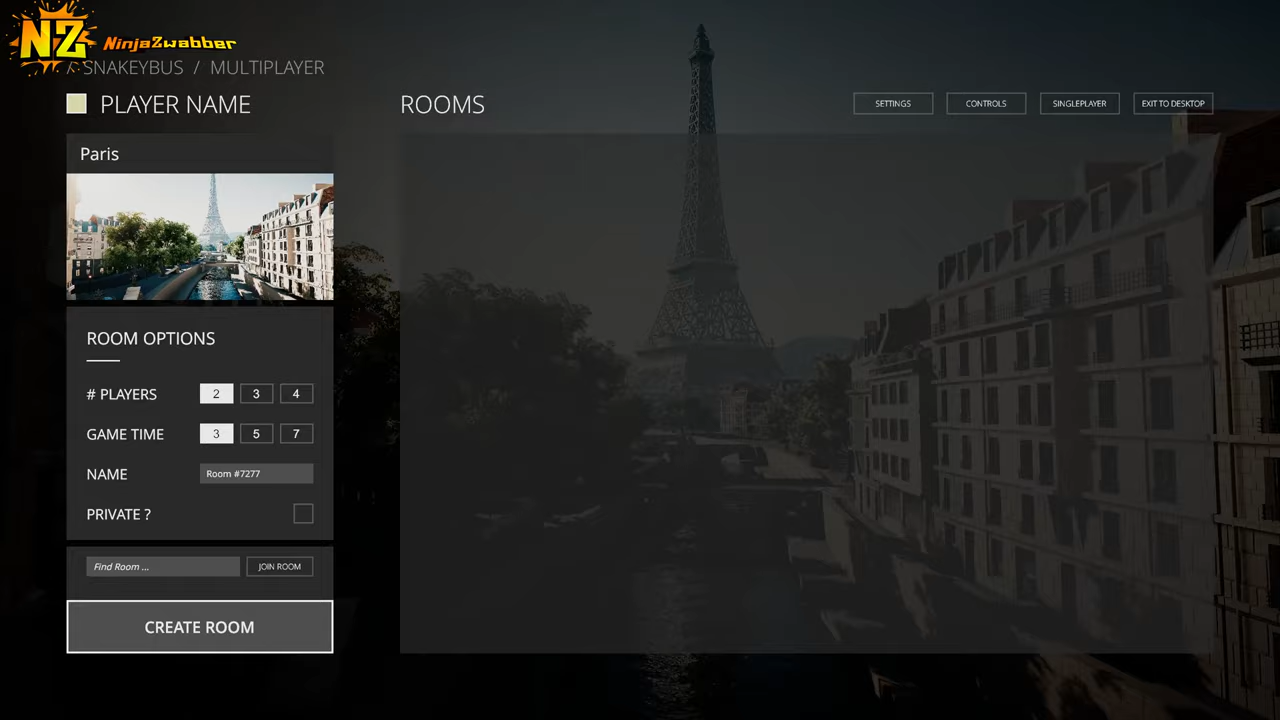 NZ NinjaZwabber
/ SNAKEYBUS / MULTIPLAYER
PLAYER NAME
ROOMS
SETTINGS
CONTROLS
SINGLEPLAYER
EXIT TO DESKTOP
Paris
ROOM OPTIONS
# PLAYERS 2 3 4
GAME TIME 3 5 7
NAME Room #7277
PRIVATE ?
Find Room ... JOIN ROOM
CREATE ROOM